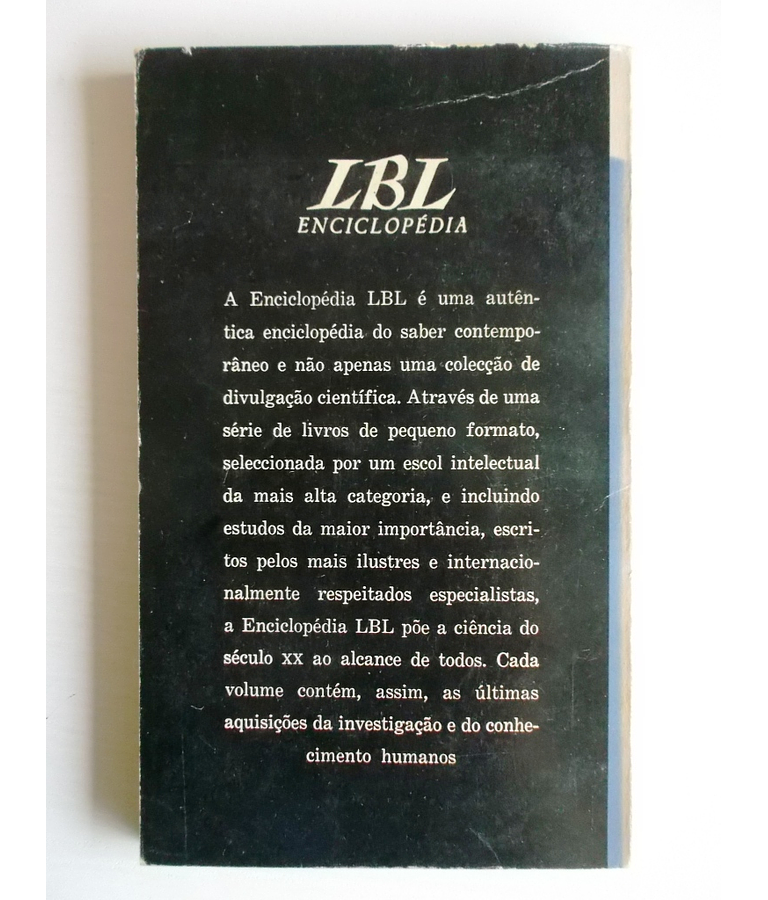 LBL
ENCICLOPÉDIA
A Enciclopédia LBL é uma autên-
tica enciclopédia do saber contempo-
râneo e não apenas uma colecção de
divulgação científica. Através de uma
série de livros de pequeno formato,
seleccionada por um escol intelectual
da mais alta categoria, e incluindo
estudos da maior importância, escri-
tos pelos mais ilustres e internacio-
nalmente respeitados especialistas,
a Enciclopédia LBL põe a ciência do
século XX ao alcance de todos. Cada
volume contém, assim, as últimas
aquisições da investigação e do conhe-
cimento humanos